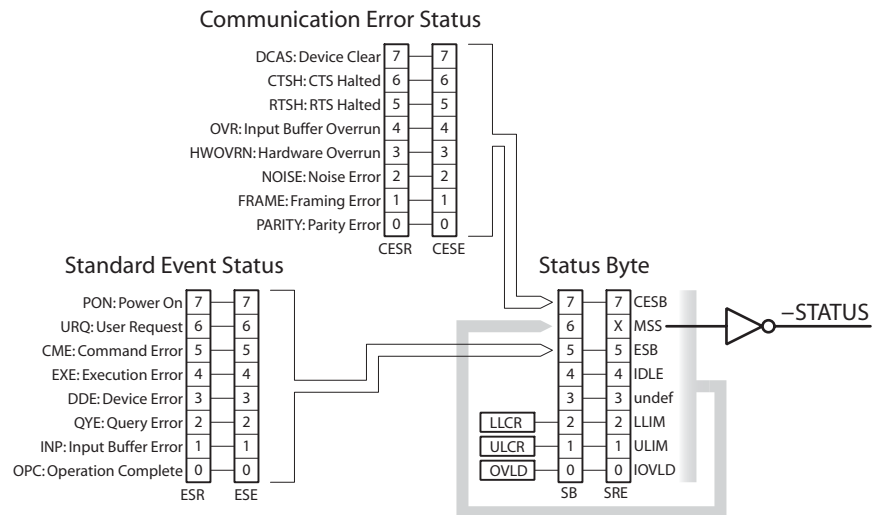 Communication Error Status
DCAS: Device Clear 7 7
CTSH: CTS Halted 6 6
RTSH: RTS Halted 5 5
OVR: Input Buffer Overrun 4 4
HWOVRN: Hardware Overrun 3 3
NOISE: Noise Error 2 2
FRAME: Framing Error 1 1
PARITY: Parity Error 0 0
CESR CESE
Standard Event Status
PON: Power On 7 7
URQ: User Request 6 6
CME: Command Error 5 5
EXE: Execution Error 4 4
DDE: Device Error 3 3
QYE: Query Error 2 2
INP: Input Buffer Error 1 1
OPC: Operation Complete 0 0
ESR ESE
Status Byte
7 7 CESB
6 X MSS –STATUS
5 5 ESB
4 4 IDLE
3 3 undef
LLCR 2 2 LLIM
ULCR 1 1 ULIM
OVLD 0 0 IOVLD
SB SRE